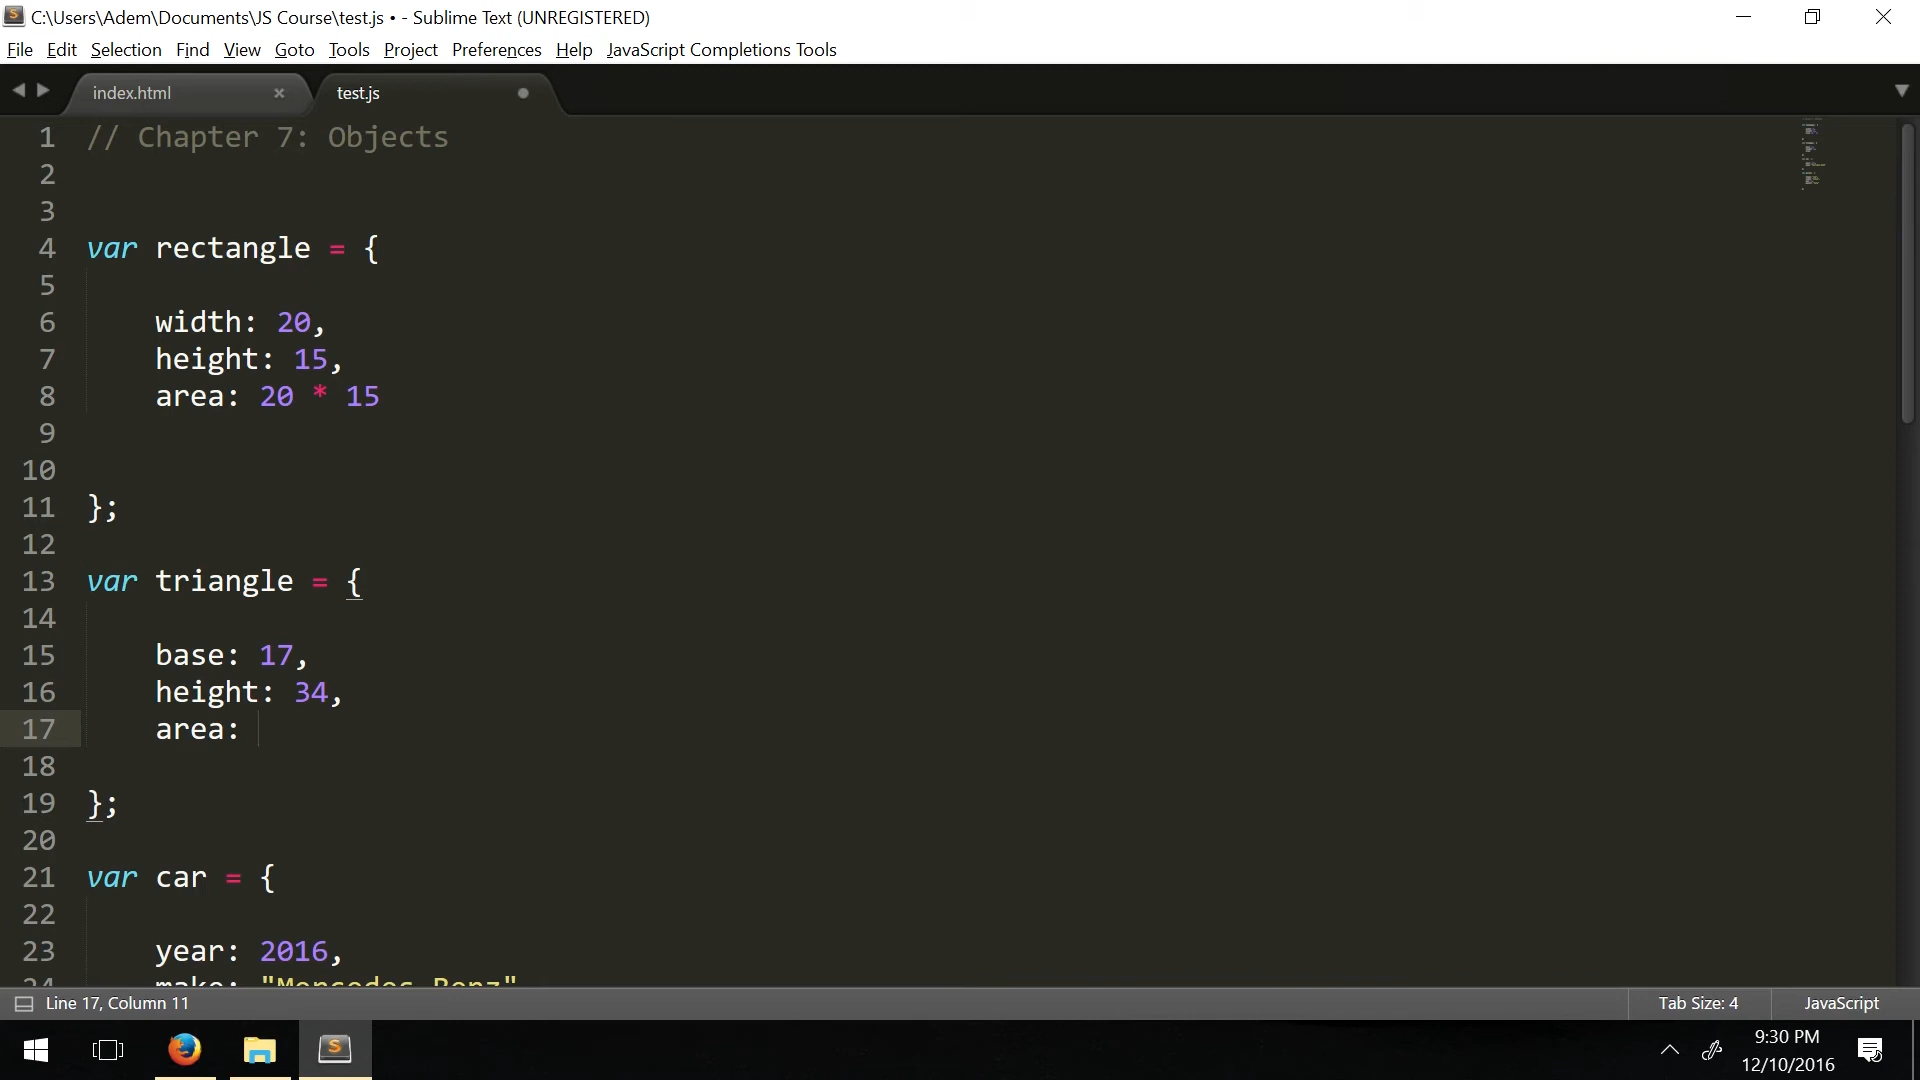 C:\Users\Adem\Documents\JS Course\test.js • - Sublime Text (UNREGISTERED)
File Edit Selection Find View Goto Tools Project Preferences Help JavaScript Completions Tools
index.html × test.js
1 // Chapter 7: Objects
2
3
4 var rectangle = {
5
6 width: 20,
7 height: 15,
8 area: 20 * 15
9
10
11 };
12
13 var triangle = {
14
15 base: 17,
16 height: 34,
17 area:
18
19 };
20
21 var car = {
22
23 year: 2016,
24 make: "Mercedes Benz"
Line 17, Column 11 Tab Size: 4 JavaScript
9:30 PM
12/10/2016